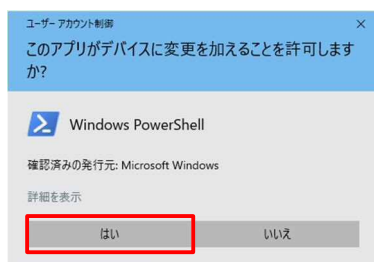 ユーザー アカウント制御
このアプリがデバイスに変更を加えることを許可します
か?
Windows PowerShell
確認済みの発行元: Microsoft Windows
詳細を表示
はい
いいえ